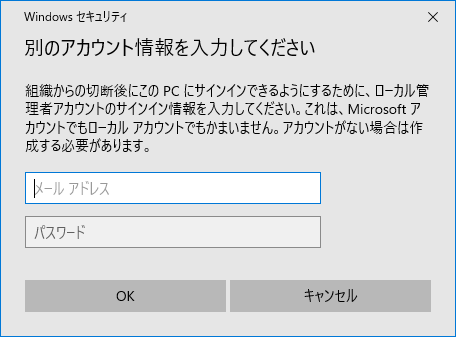 Windows セキュリティ
別のアカウント情報を入力してください
組織からの切断後にこの PC にサインインできるようにするために、ローカル管
理者アカウントのサインイン情報を入力してください。これは、Microsoft ア
カウントでもローカル アカウントでもかまいません。アカウントがない場合は作
成する必要があります。
メール アドレス
パスワード
OK キャンセル